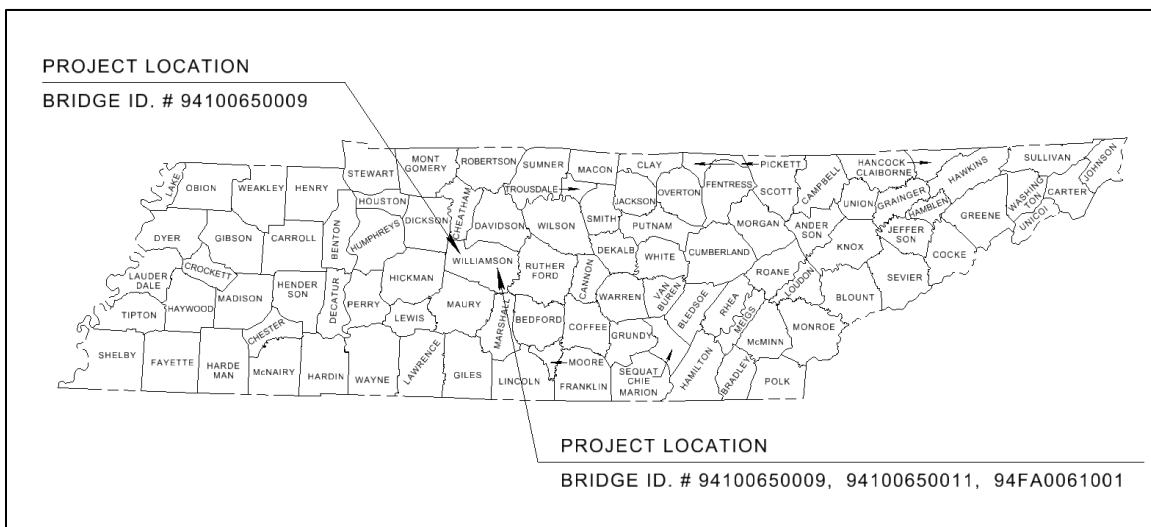 PROJECT LOCATION
BRIDGE ID. # 94100650009
LAKE
OBION
WEAKLEY
HENRY
STEWART
MONT
GOMERY
ROBERTSON
SUMNER
MACON
CLAY
PICKETT
HANCOCK
CLAIBORNE
HAWKINS
SULLIVAN
JOHNSON
TROUSDALE
HOUSTON
DICKSON
CHEATHAM
DAVIDSON
WILSON
SMITH
JACKSON
OVERTON
FENTRESS
SCOTT
CAMPBELL
UNION
GRAINGER
HAMBLEN
GREENE
WASHING
TON
UNICOI
CARTER
DYER
GIBSON
CARROLL
BENTON
HUMPHREYS
WILLIAMSON
RUTHER
FORD
CANNON
DEKALB
PUTNAM
WHITE
CUMBERLAND
MORGAN
ANDER
SON
KNOX
JEFFER
SON
COCKE
SEVIER
LAUDER
DALE
CROCKETT
HAYWOOD
MADISON
HENDER
SON
DECATUR
PERRY
HICKMAN
LEWIS
MAURY
MARSHALL
BEDFORD
COFFEE
WARREN
VAN
BUREN
BLEDSOE
RHEA
MEIGS
ROANE
LOUDON
BLOUNT
MONROE
McMINN
TIPTON
SHELBY
FAYETTE
HARDE
MAN
CHESTER
McNAIRY
HARDIN
WAYNE
LAWRENCE
GILES
LINCOLN
MOORE
FRANKLIN
GRUNDY
SEQUAT
CHIE
MARION
HAMILTON
BRADLEY
POLK
PROJECT LOCATION
BRIDGE ID. # 94100650009, 94100650011, 94FA0061001